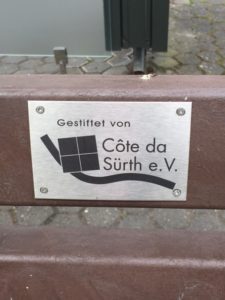 Gestiftet von
Côte da
Sürth e.V.